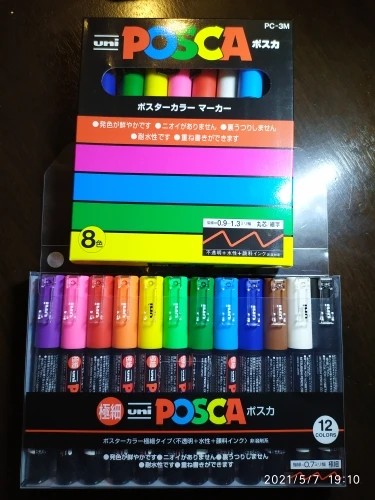 PC-3M
uni POSCA ポスカ
ポスターカラー マーカー
●発色が鮮やかです ●ニオイがありません ●裏うつりしません
●耐水性です ●重ね書きができます
8色
0.9-1.3 丸芯 細字
不透明+水性+顔料インク
極細 uni POSCA ポスカ
12
COLORS
ポスターカラー極細タイプ(不透明+水性+顔料インク)
●発色が鮮やかです●ニオイがありません●裏うつりしません
●耐水性です●重ね書きができます
0.7 極細
2021/5/7 19:10